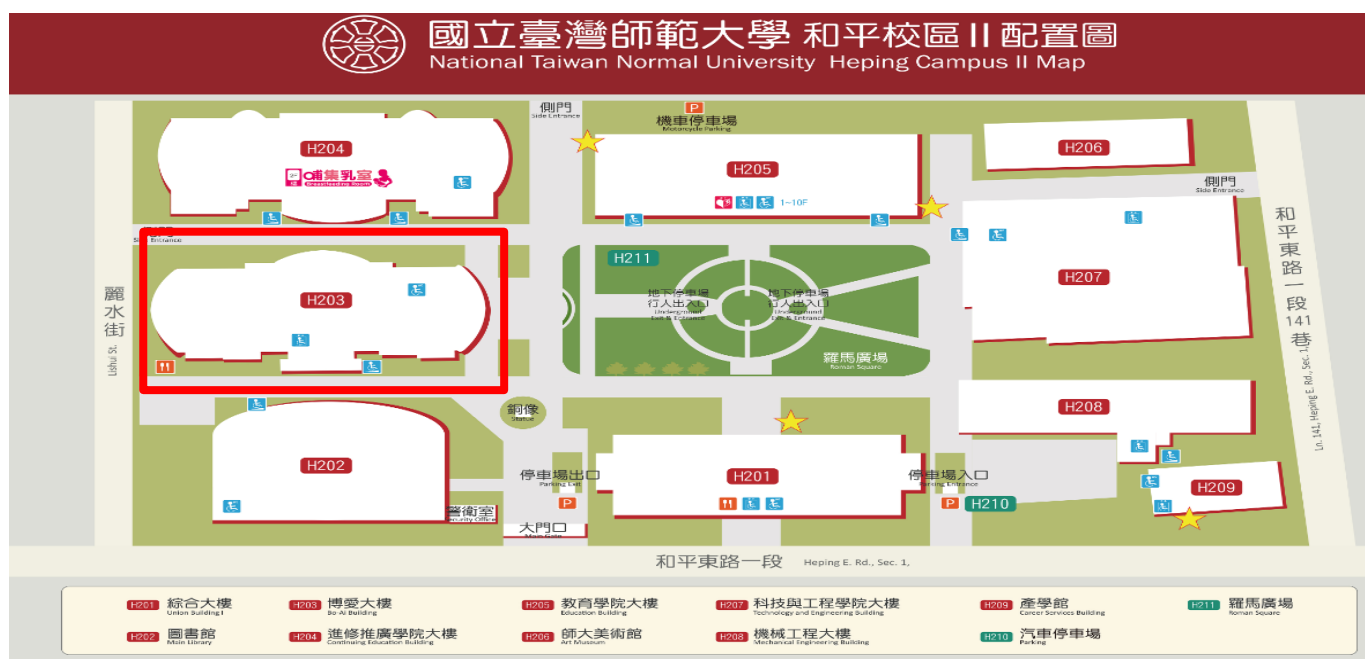 國立臺灣師範大學 和平校區 II 配置圖
National Taiwan Normal University Heping Campus II Map
側門
Side Entrance
P
機車停車場
Motorcycle Parking
H204
哺集乳室
Breastfeeding Room
H205
1~10F
H206
側門
Side Entrance
Side Entrance
H203
H211
地下停車場
行人出入口
Underground
Exit & Entrance
地下停車場
行人出入口
Underground
Exit & Entrance
羅馬廣場
Roman Square
H207
麗水街
Lishui St.
和平東路一段141巷
Ln. 141, Heping E. Rd., Sec. 1,
銅像
Statue
H208
H202
停車場出口
Parking Exit
P
H201
停車場入口
Parking Entrance
P
H210
H209
警衛室
Security Office
大門口
Main Gate
和平東路一段 Heping E. Rd., Sec. 1,
H201 綜合大樓
Union Building I
H203 博愛大樓
Bo-Ai Building
H205 教育學院大樓
Education Building
H207 科技與工程學院大樓
Technology and Engineering Building
H209 產學館
Career Services Building
H211 羅馬廣場
Roman Square
H202 圖書館
Main Library
H204 進修推廣學院大樓
Continuing Education Building
H206 師大美術館
Art Museum
H208 機械工程大樓
Mechanical Engineering Building
H210 汽車停車場
Parking